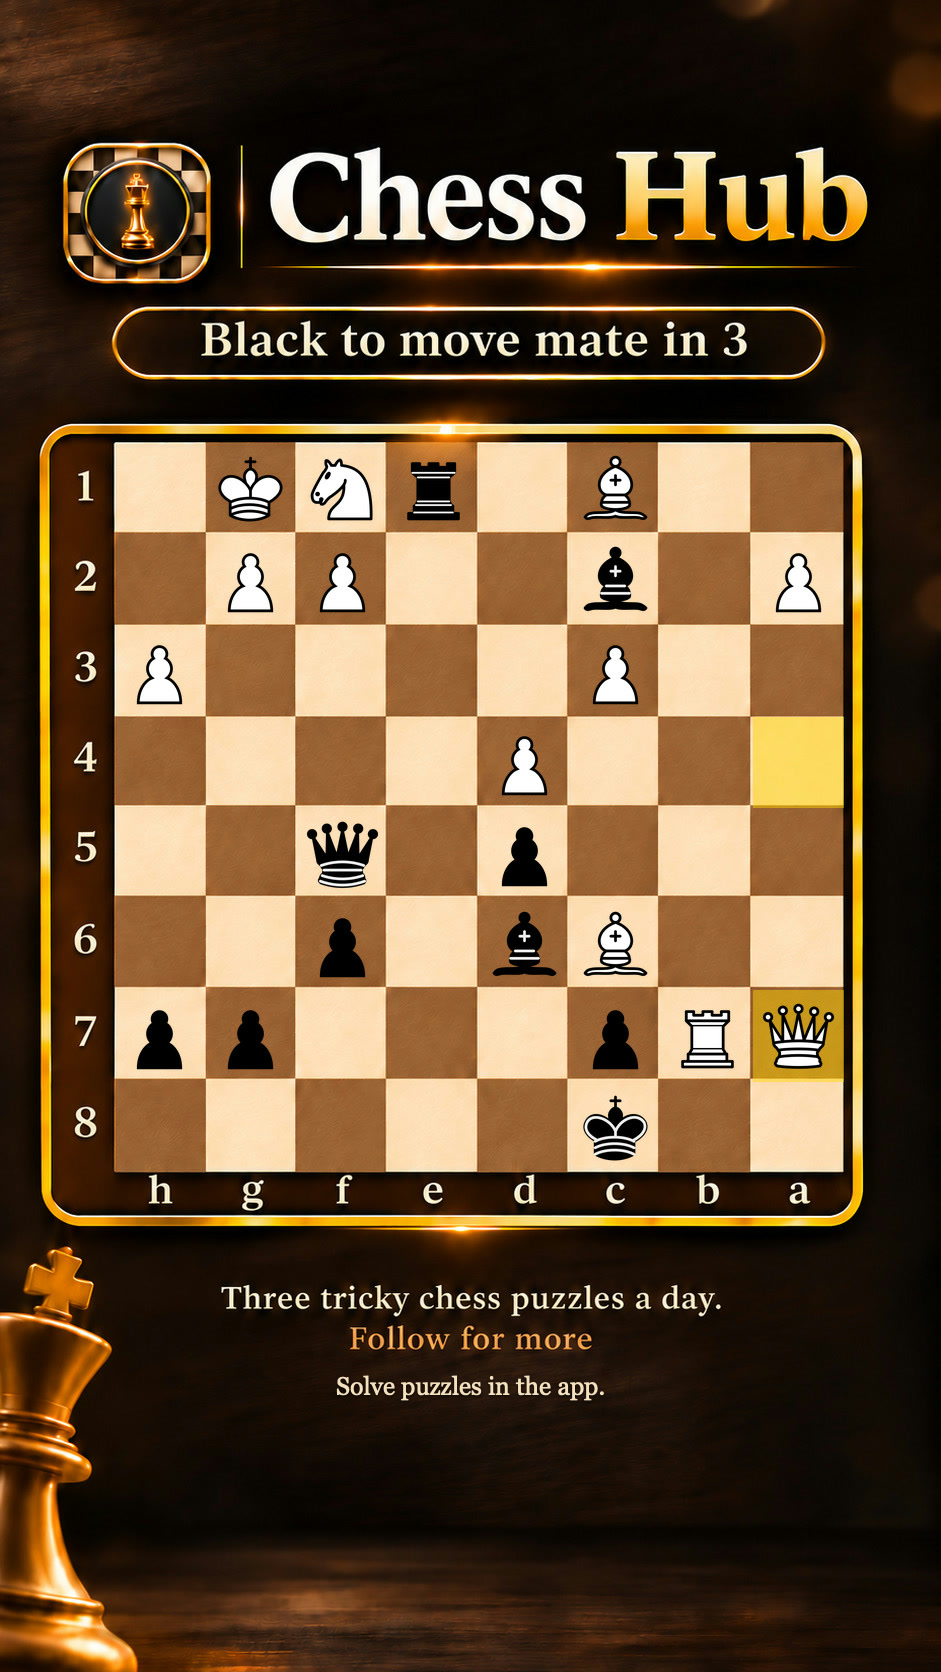 Chess Hub
Black to move mate in 3
1
2
3
4
5
6
7
8
h g f e d c b a
Three tricky chess puzzles a day.
Follow for more
Solve puzzles in the app.